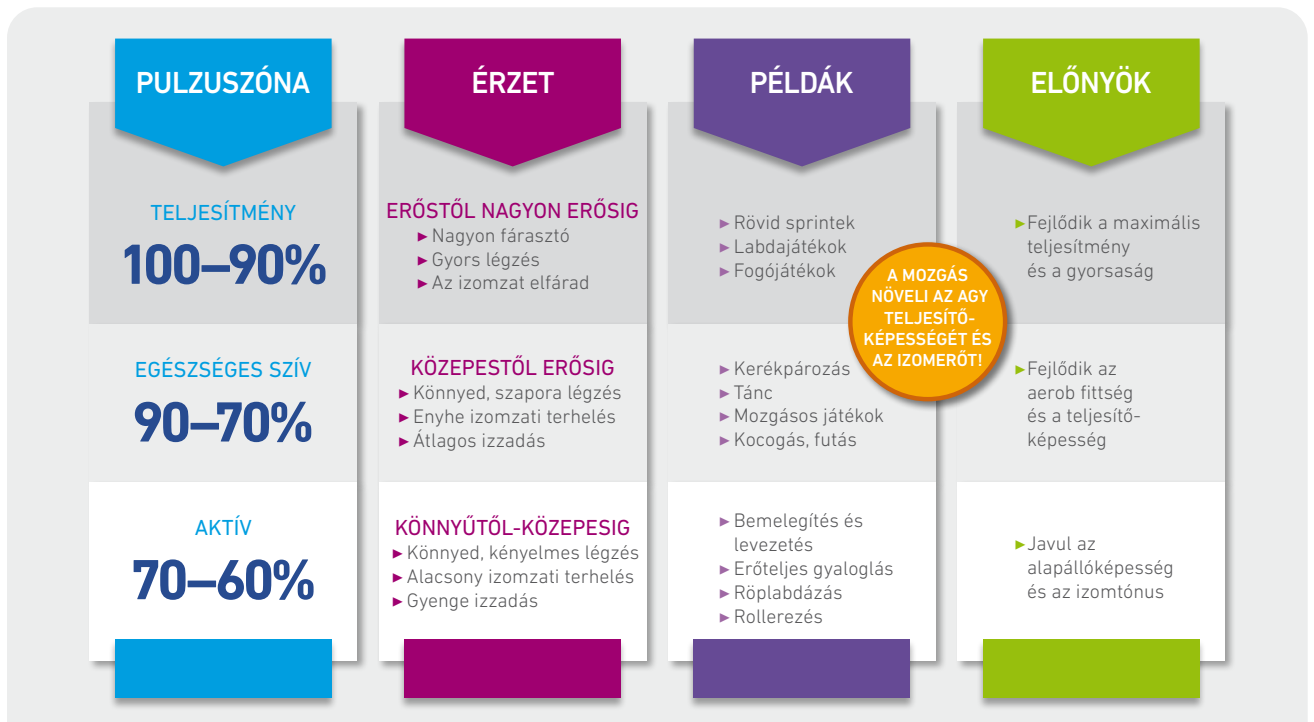 PULZUSZÓNA
ÉRZET
PÉLDÁK
ELŐNYÖK
TELJESÍTMÉNY
100–90%
ERŐSTŐL NAGYON ERŐSIG
► Nagyon fárasztó
► Gyors légzés
► Az izomzat elfárad
► Rövid sprintek
► Labdajátékok
► Fogójátékok
► Fejlődik a maximális
teljesítmény
és a gyorsaság
A MOZGÁS
NÖVELI AZ AGY
TELJESÍTŐ-
KÉPESSÉGÉT ÉS
AZ IZOMERŐT!
EGÉSZSÉGES SZÍV
90–70%
KÖZEPESTŐL ERŐSIG
► Könnyed, szapora légzés
► Enyhe izomzati terhelés
► Átlagos izzadás
► Kerékpározás
► Tánc
► Mozgásos játékok
► Kocogás, futás
► Fejlődik az
aerob fittség
és a teljesítő-
képesség
AKTÍV
70–60%
KÖNNYŰTŐL-KÖZEPESIG
► Könnyed, kényelmes légzés
► Alacsony izomzati terhelés
► Gyenge izzadás
► Bemelegítés és
levezetés
► Erőteljes gyaloglás
► Röplabdázás
► Rollerezés
► Javul az
alapállóképesség
és az izomtónus